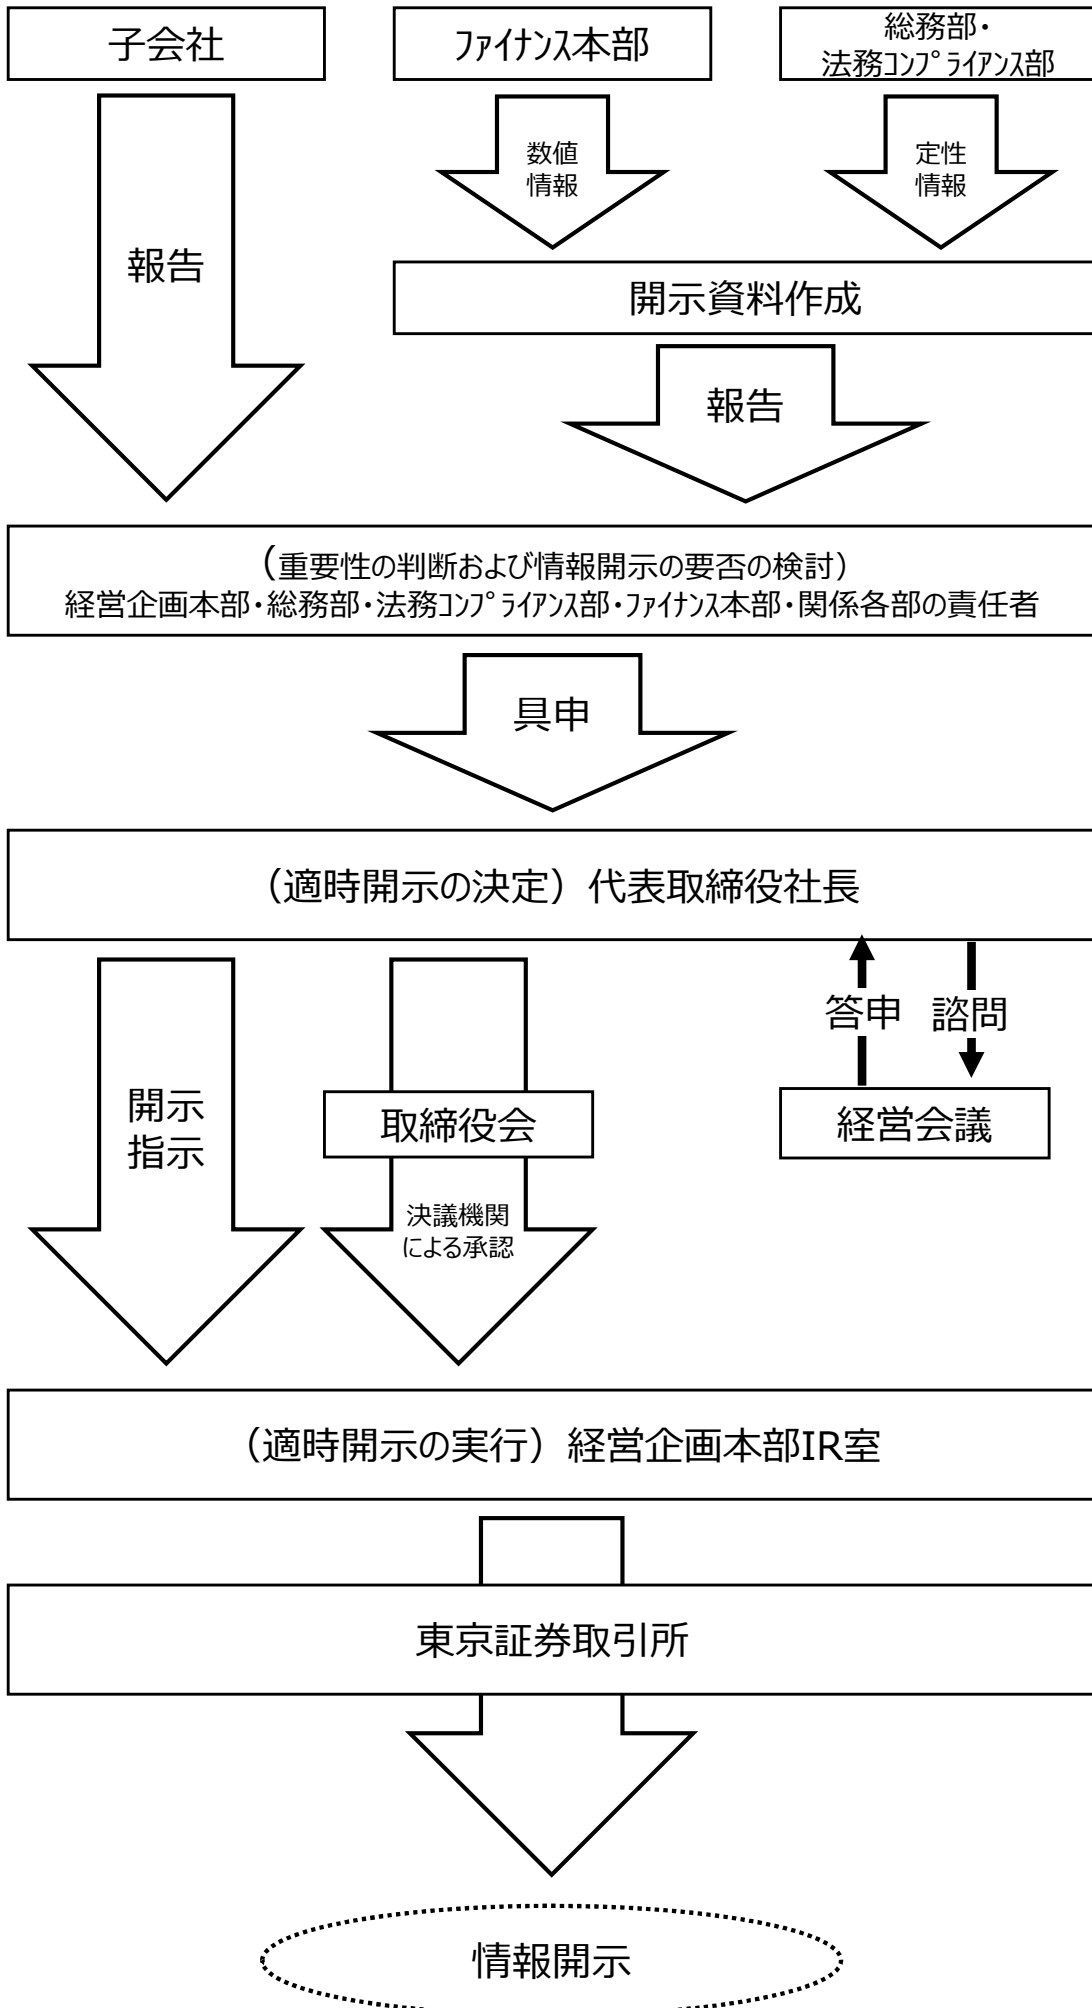 子会社
ファイナンス本部
総務部・
法務コンプライアンス部
数値
情報
定性
情報
報告
開示資料作成
報告
（重要性の判断および情報開示の要否の検討）
経営企画本部・総務部・法務コンプライアンス部・ファイナンス本部・関係各部の責任者
具申
（適時開示の決定）代表取締役社長
答申
諮問
開示
指示
取締役会
経営会議
決議機関
による承認
（適時開示の実行）経営企画本部IR室
東京証券取引所
情報開示